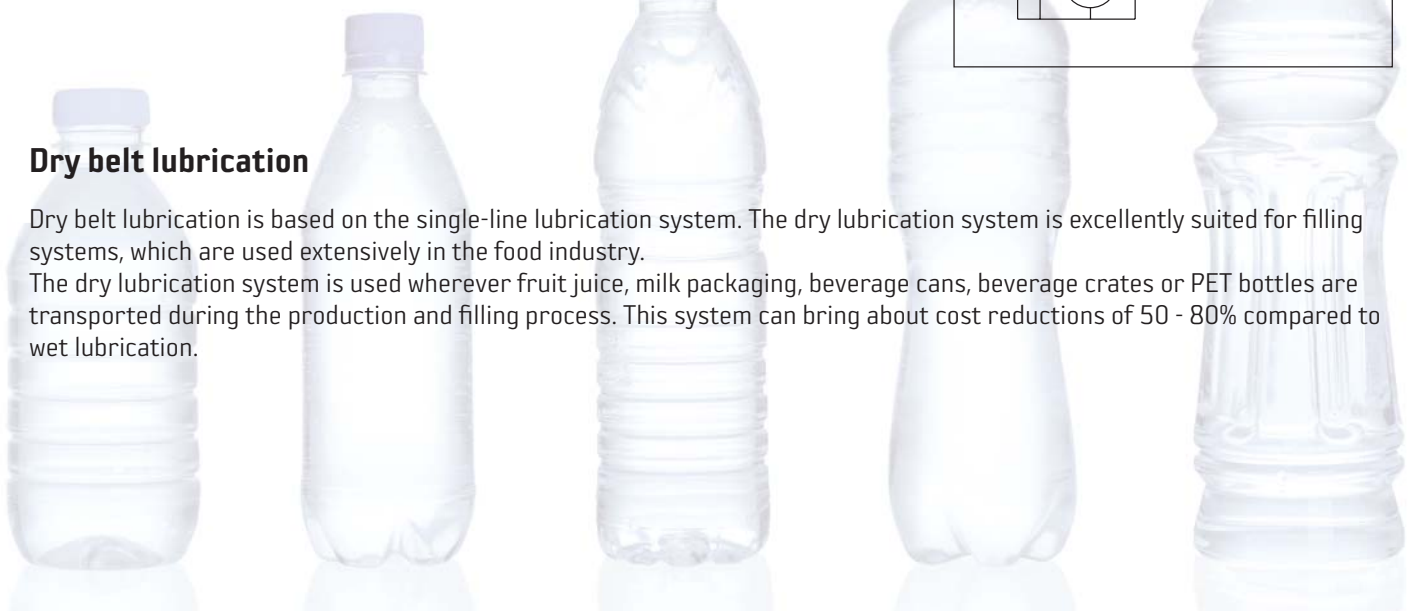 Dry belt lubrication
Dry belt lubrication is based on the single-line lubrication system. The dry lubrication system is excellently suited for filling
systems, which are used extensively in the food industry.
The dry lubrication system is used wherever fruit juice, milk packaging, beverage cans, beverage crates or PET bottles are
transported during the production and filling process. This system can bring about cost reductions of 50 - 80% compared to
wet lubrication.